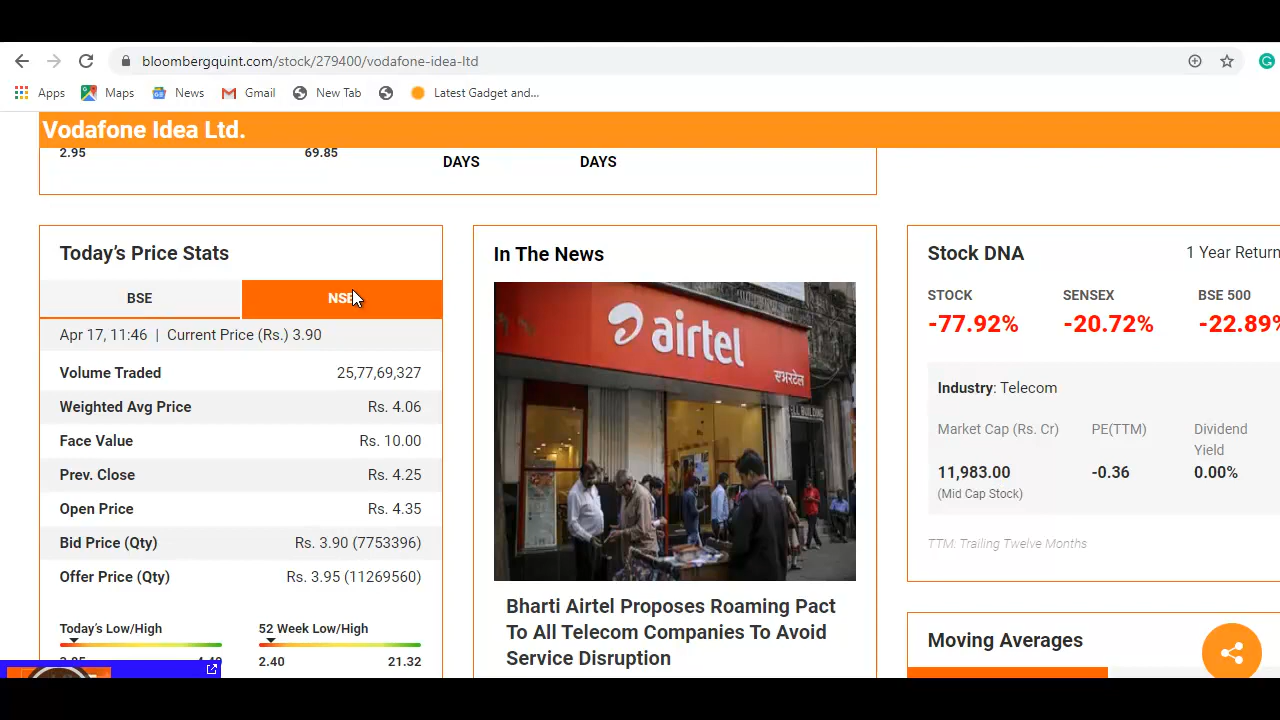 bloombergquint.com/stock/279400/vodafone-idea-ltd
Apps Maps News Gmail New Tab Latest Gadget and...
Vodafone Idea Ltd.
2.95 69.85
DAYS DAYS
Today's Price Stats
BSE NSE
Apr 17, 11:46 | Current Price (Rs.) 3.90
Volume Traded 25,77,69,327
Weighted Avg Price Rs. 4.06
Face Value Rs. 10.00
Prev. Close Rs. 4.25
Open Price Rs. 4.35
Bid Price (Qty) Rs. 3.90 (7753396)
Offer Price (Qty) Rs. 3.95 (11269560)
Today's Low/High 52 Week Low/High
2.40 21.32
In The News
airtel
एयरटेल
Bharti Airtel Proposes Roaming Pact
To All Telecom Companies To Avoid
Service Disruption
Stock DNA 1 Year Return
STOCK SENSEX BSE 500
-77.92% -20.72% -22.89%
Industry: Telecom
Market Cap (Rs. Cr) PE(TTM) Dividend
Yield
11,983.00 -0.36 0.00%
(Mid Cap Stock)
TTM: Trailing Twelve Months
Moving Averages